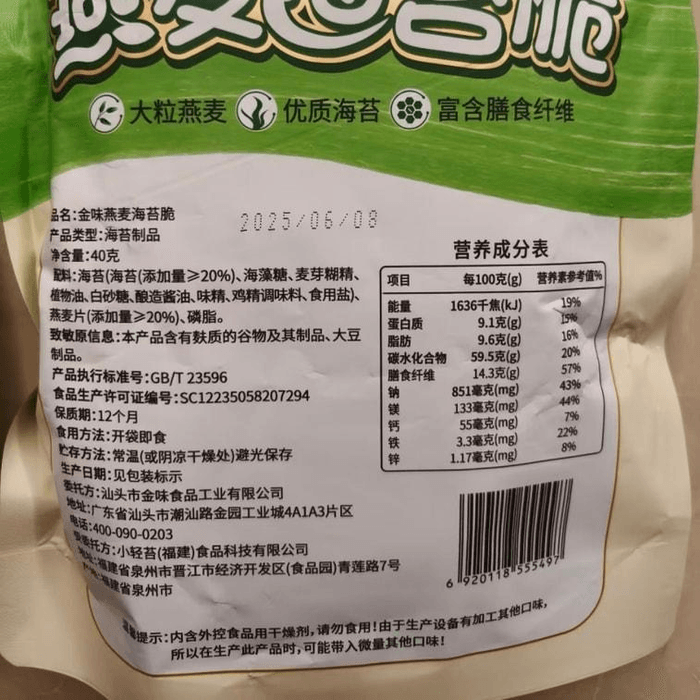 燕麦海苔脆
大粒燕麦 优质海苔 富含膳食纤维
2025/06/08
品名:金味燕麦海苔脆
产品类型:海苔制品
净含量:40克
配料:海苔(海苔(添加量≥20%)、海藻糖、麦芽糊精、
植物油、白砂糖、酿造酱油、味精、鸡精调味料、食用盐)、
燕麦片(添加量≥20%)、磷脂。
致敏原信息:本产品含有麸质的谷物及其制品、大豆
制品。
产品执行标准号:GB/T 23596
食品生产许可证编号:SC12235058207294
保质期:12个月
食用方法:开袋即食
贮存方法:常温(或阴凉干燥处)避光保存
生产日期:见包装标示
委托方:汕头市金味食品工业有限公司
地址:广东省汕头市潮汕路金园工业城4A1A3片区
电话:400-090-0203
受委托方:小轻苔(福建)食品科技有限公司
地址:福建省泉州市晋江市经济开发区(食品园)青莲路7号
产地:福建省泉州市
营养成分表
项目 每100克(g) 营养素参考值%
能量 1636千焦(kJ) 19%
蛋白质 9.1克(g) 15%
脂肪 9.6克(g) 16%
碳水化合物 59.5克(g) 20%
膳食纤维 14.3克(g) 57%
钠 851毫克(mg) 43%
镁 133毫克(mg) 44%
钙 55毫克(mg) 7%
铁 3.3毫克(mg) 22%
锌 1.17毫克(mg) 8%
6 920118 555497
温馨提示:内含外控食品用干燥剂,请勿食用!由于生产设备有加工其他口味,
所以在生产此产品时,可能带入微量其他口味!